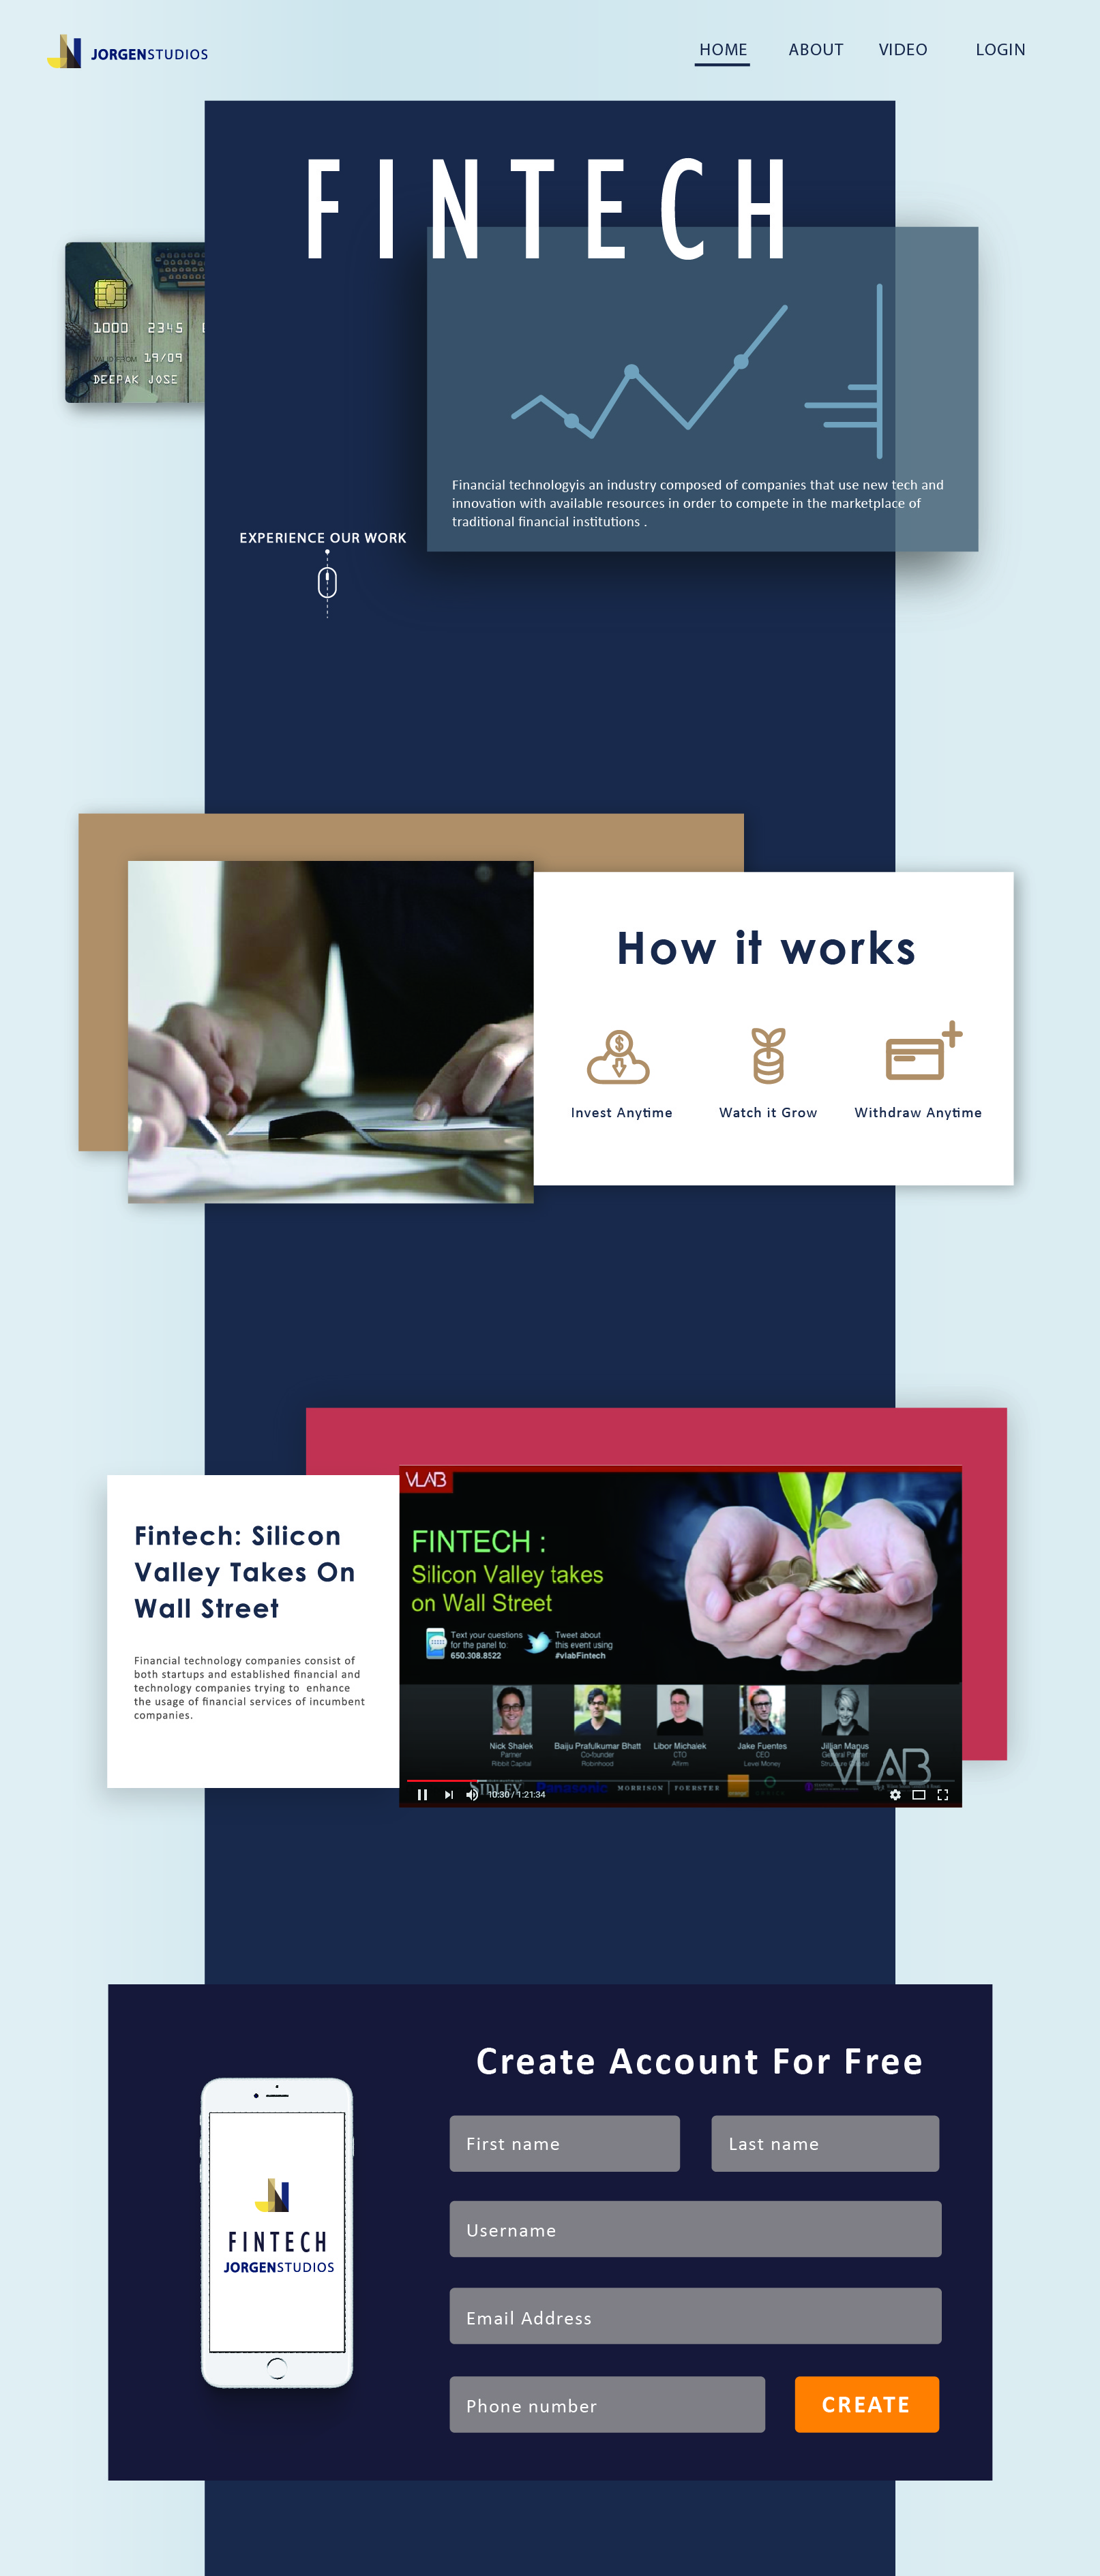 JORGENSTUDIOS
HOME ABOUT VIDEO LOGIN
FINTECH
1000 2345
VALID FROM 19/09
DEEPAK JOSE
Financial technologyis an industry composed of companies that use new tech and
innovation with available resources in order to compete in the marketplace of
traditional financial institutions .
EXPERIENCE OUR WORK
How it works
$
Invest Anytime
Watch it Grow
Withdraw Anytime
Fintech: Silicon
Valley Takes On
Wall Street
Financial technology companies consist of
both startups and established financial and
technology companies trying to enhance
the usage of financial services of incumbent
companies.
VLAB
FINTECH :
Silicon Valley takes
on Wall Street
Text your questions
for the panel to:
650.308.8522
Tweet about
this event using
#vlabFintech
Nick Shalek
Partner
Ribbit Capital
Baiju Prafulkumar Bhatt
Co-founder
Robinhood
Libor Michalek
CTO
Affirm
Jake Fuentes
CEO
Level Money
Jillian Manus
General Partner
Structure Capital
VLAB
SIDLEY
Panasonic
MORRISON | FOERSTER
10:30 / 1:21:34
Create Account For Free
First name
Last name
Username
Email Address
Phone number
CREATE
FINTECH
JORGENSTUDIOS